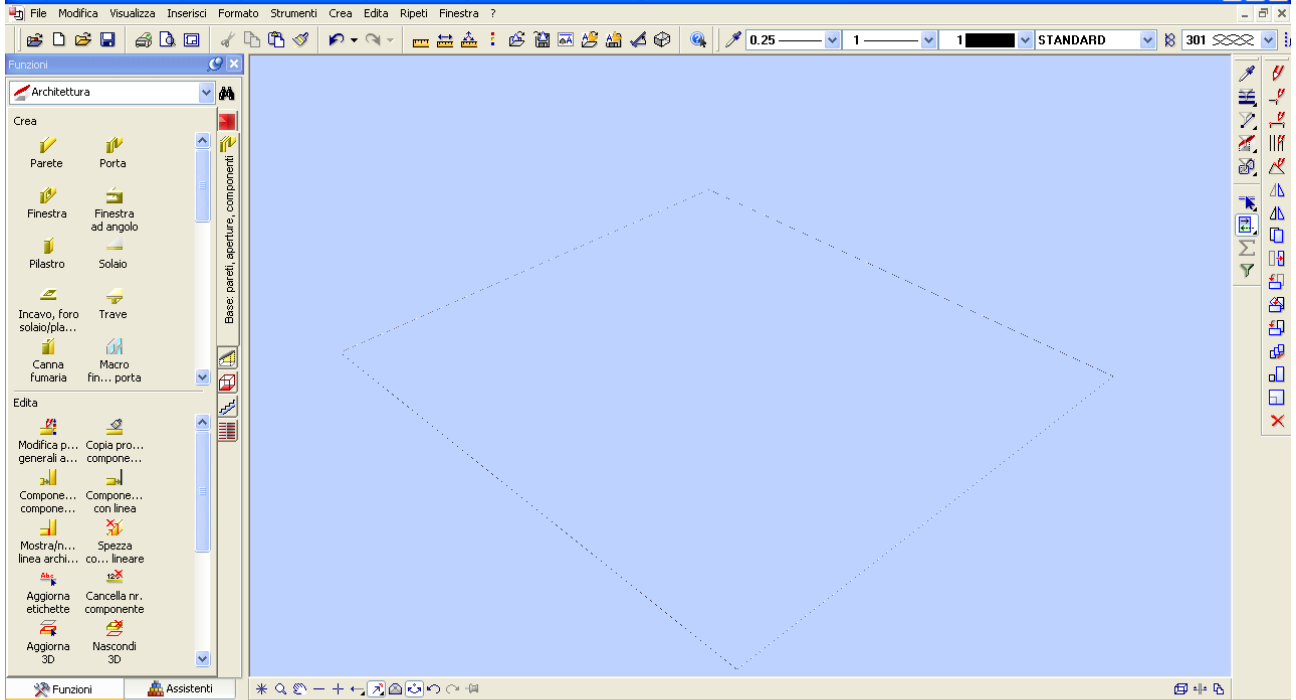 File Modifica Visualizza Inserisci Formato Strumenti Crea Edita Ripeti Finestra ?
0.25 1 1 STANDARD 301
Funzioni
Architettura
Crea
Parete Porta
Finestra Finestra
ad angolo
Pilastro Solaio
Incavo, foro Trave
solaio/pla...
Canna Macro
fumaria fin... porta
Base: pareti, aperture, componenti
Edita
Modifica p... Copia pro...
generali a... compone...
Compone... Compone...
compone... con linea
Mostra/n... Spezza
linea archi... co... lineare
Abc 123
Aggiorna Cancella nr.
etichette componente
Aggiorna Nascondi
3D 3D
Funzioni Assistenti